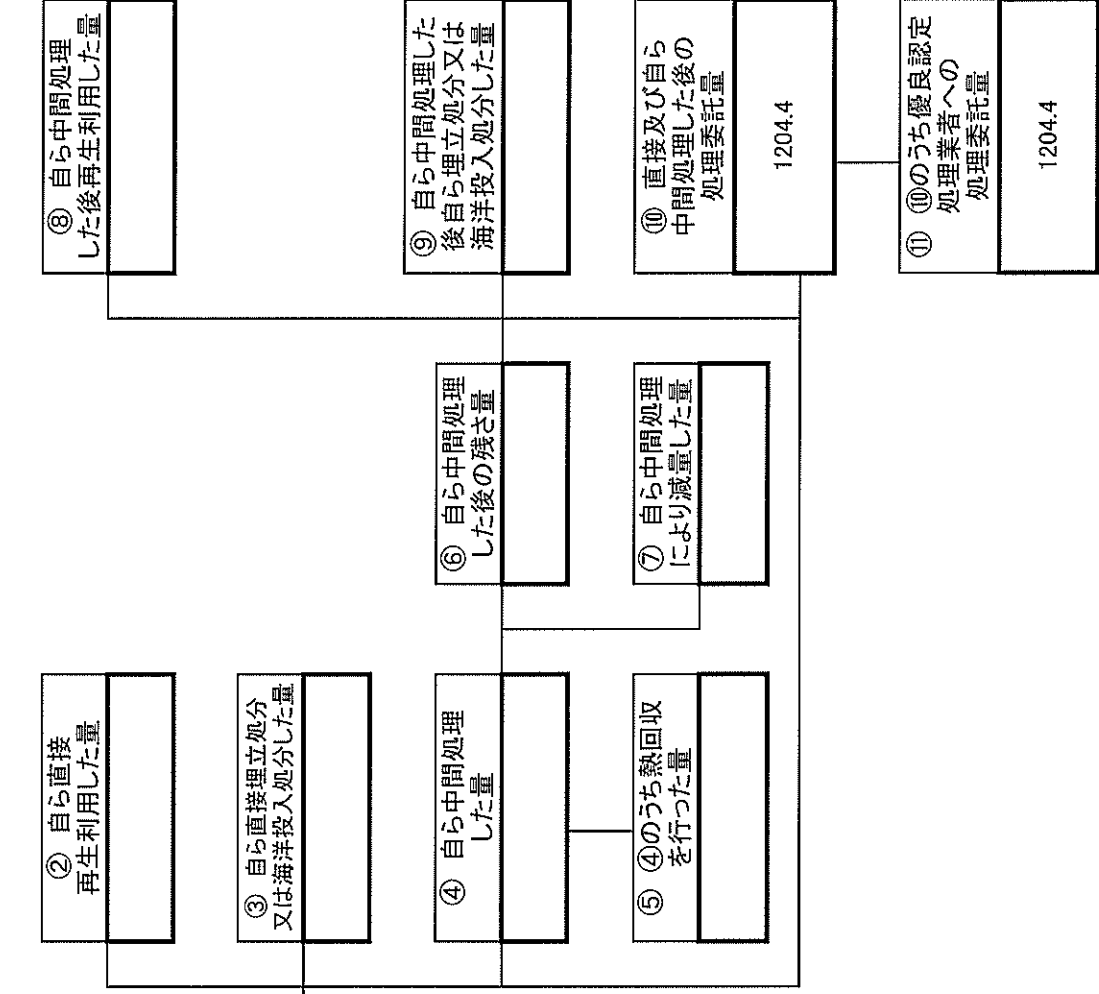 ② 自ら直接
再生利用した量
③ 自ら直接埋立処分
又は海洋投入処分した量
④ 自ら中間処理
した量
⑤ ④のうち熱回収
を行った量
⑥ 自ら中間処理
した後の残さ量
⑦ 自ら中間処理
により減量した量
⑧ 自ら中間処理
した後再生利用した量
⑨ 自ら中間処理した
後自ら埋立処分又は
海洋投入処分した量
⑩ 直接及び自ら
中間処理した後の
処理委託量
1204.4
⑪ ⑩のうち優良認定
処理業者への
処理委託量
1204.4